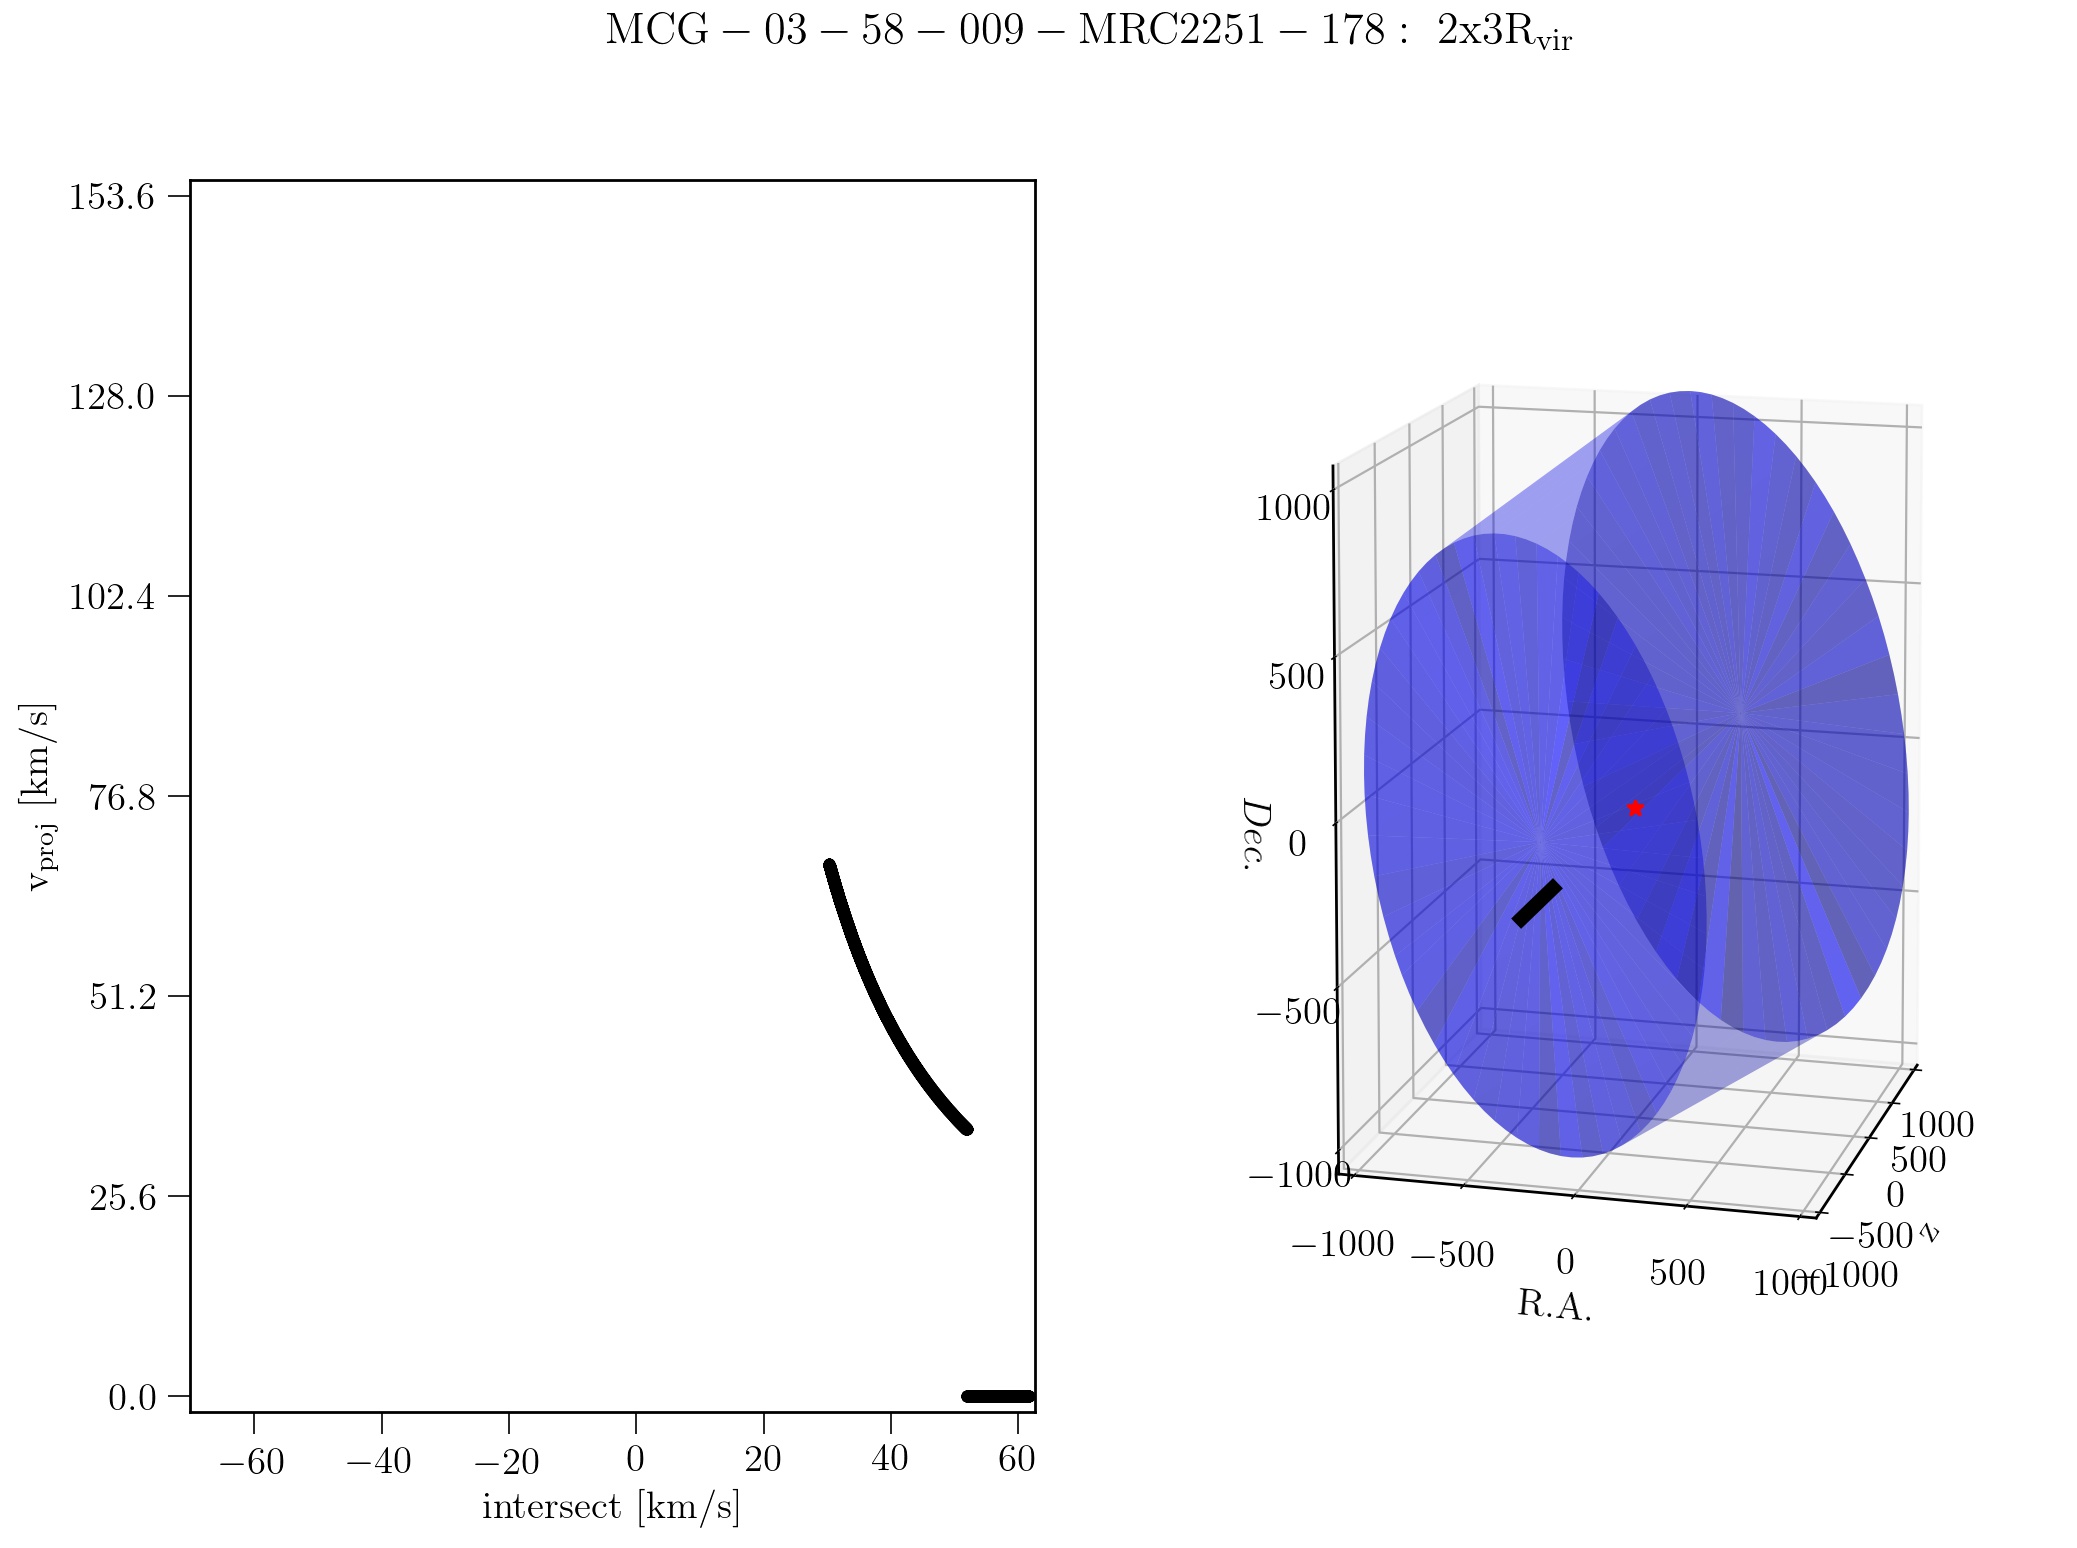 MCG − 03 − 58 − 009 − MRC2251 − 178 : 2x3Rvir
153.6
128.0
102.4
76.8
51.2
25.6
0.0
vproj [km/s]
−60 −40 −20 0 20 40 60
intersect [km/s]
1000
500
0
−500
−1000
Dec.
−1000 −500 0 500 1000
R.A.
1000
500
0
−500
−1000
z